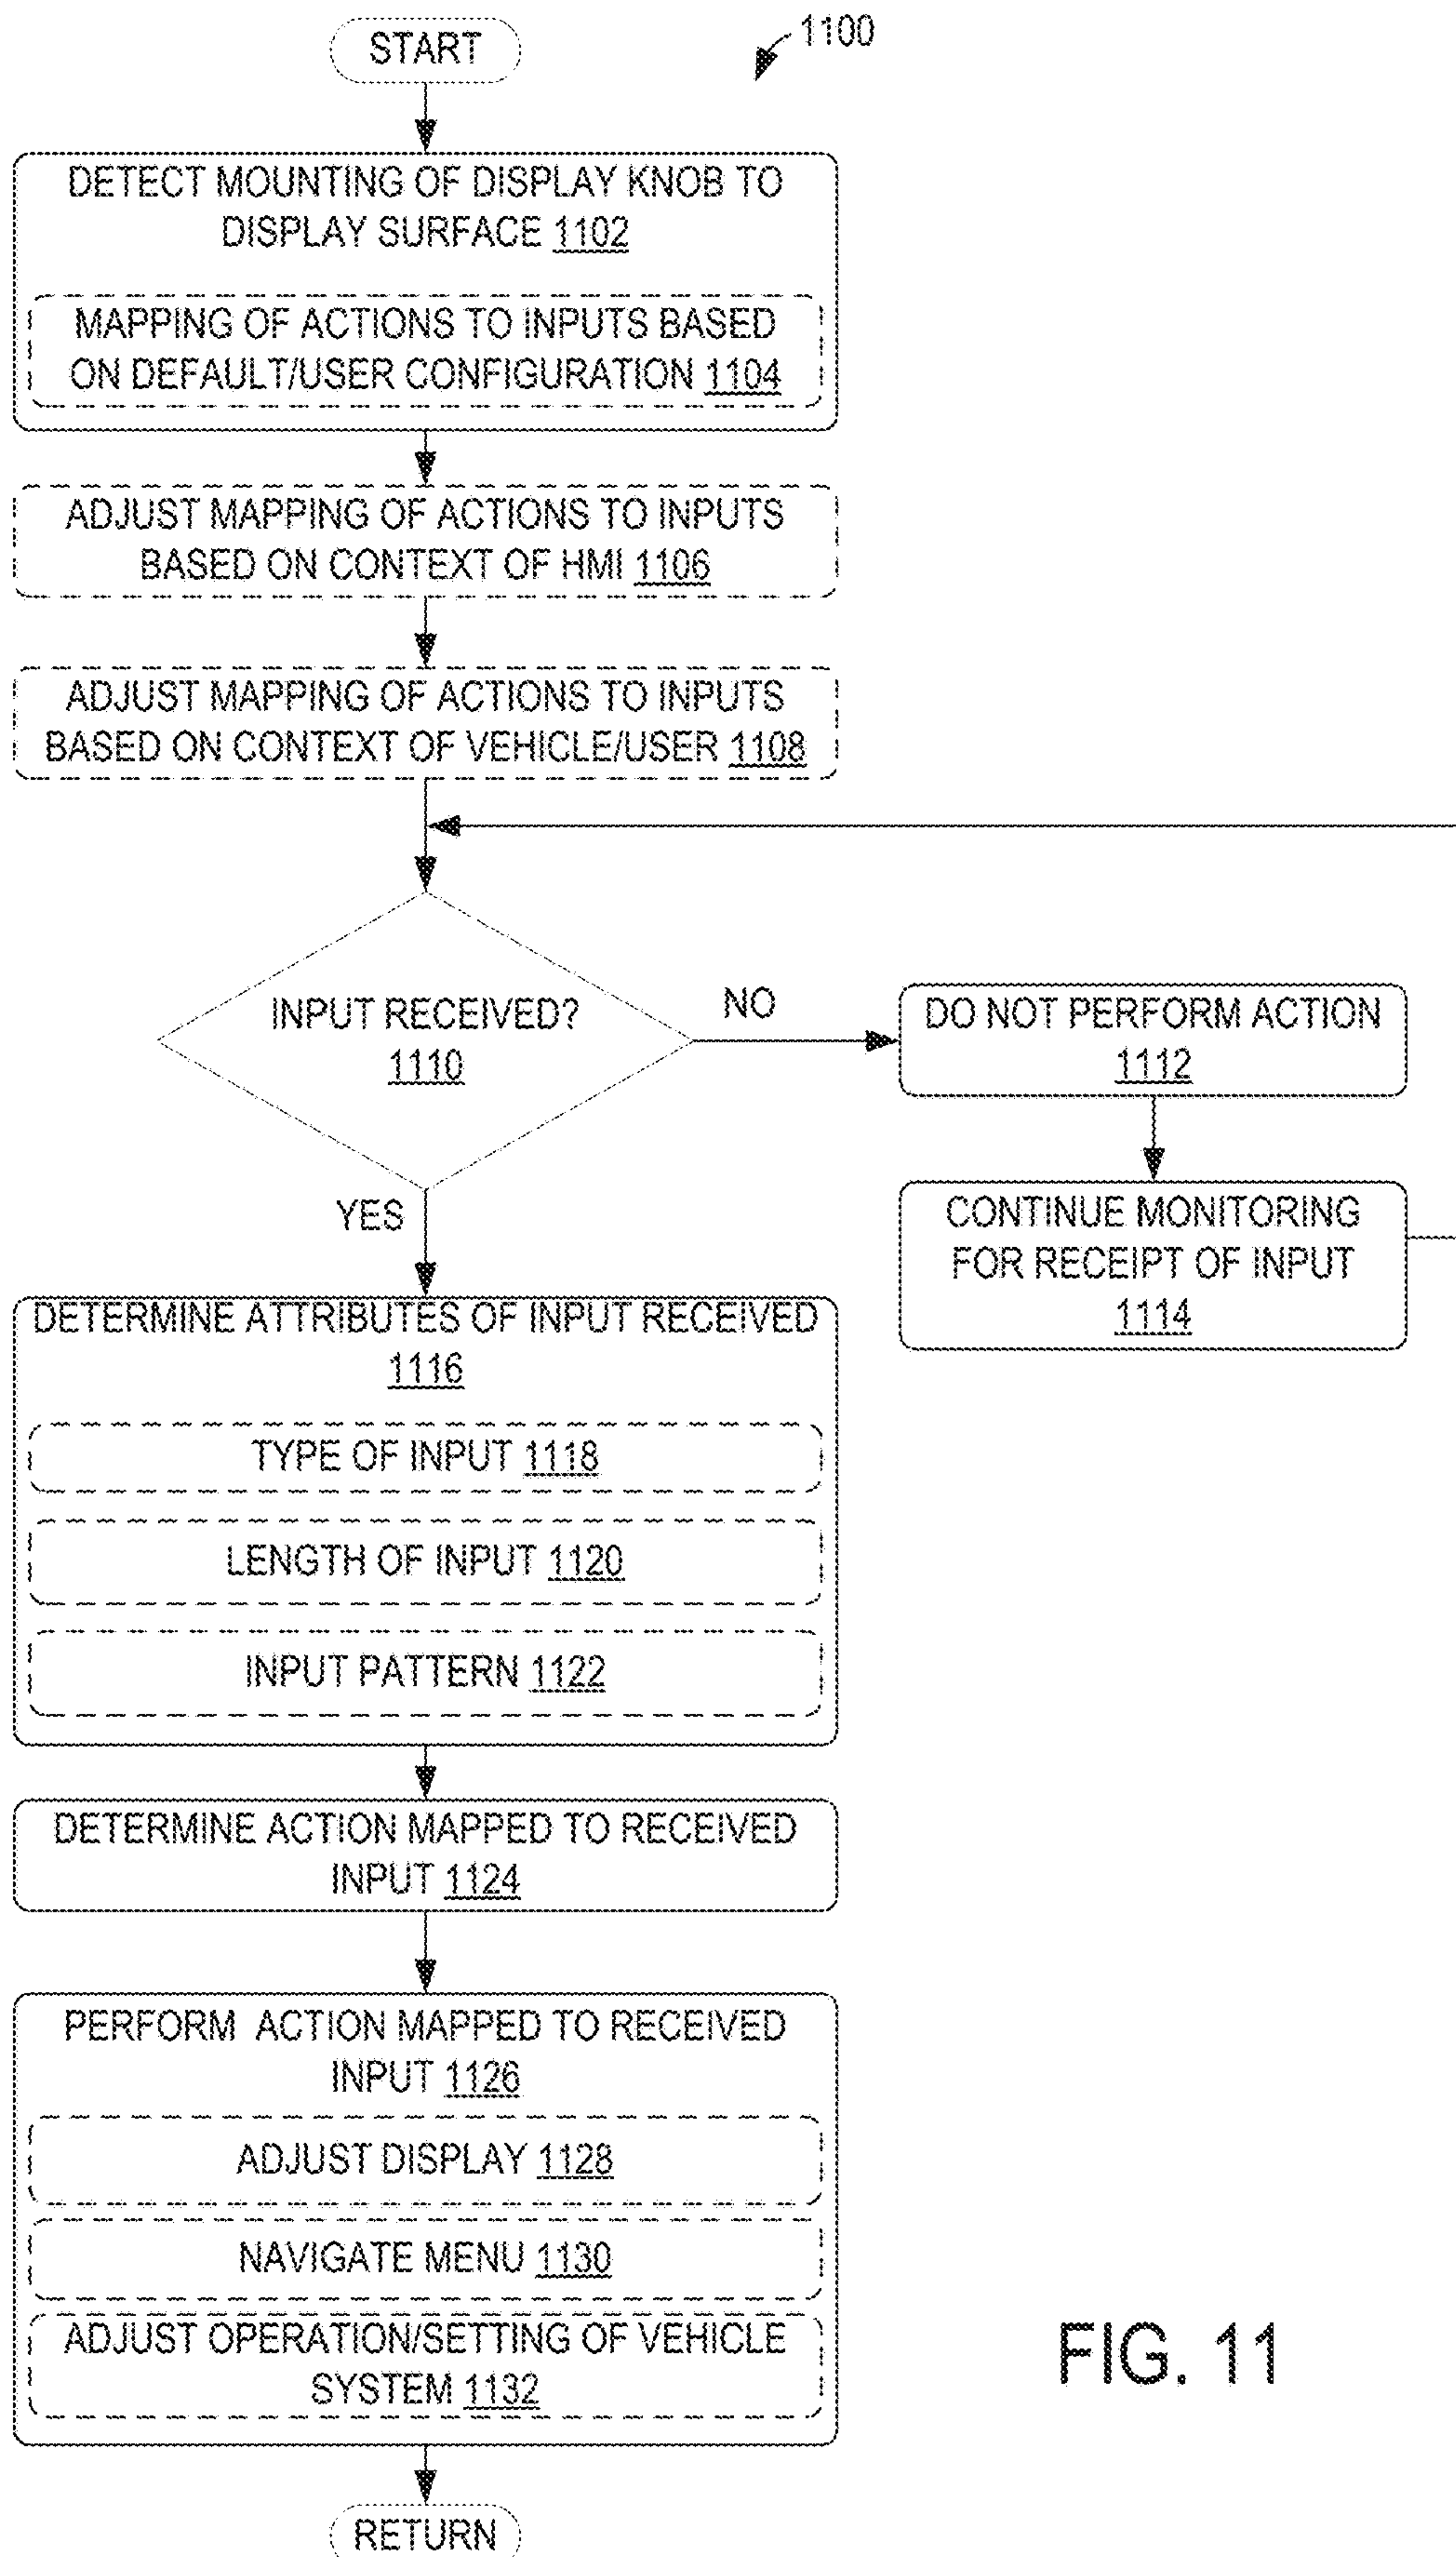 START
1100
DETECT MOUNTING OF DISPLAY KNOB TO
DISPLAY SURFACE 1102
MAPPING OF ACTIONS TO INPUTS BASED
ON DEFAULT/USER CONFIGURATION 1104
ADJUST MAPPING OF ACTIONS TO INPUTS
BASED ON CONTEXT OF HMI 1106
ADJUST MAPPING OF ACTIONS TO INPUTS
BASED ON CONTEXT OF VEHICLE/USER 1108
INPUT RECEIVED?
1110
NO
DO NOT PERFORM ACTION
1112
CONTINUE MONITORING
FOR RECEIPT OF INPUT
1114
YES
DETERMINE ATTRIBUTES OF INPUT RECEIVED
1116
TYPE OF INPUT 1118
LENGTH OF INPUT 1120
INPUT PATTERN 1122
DETERMINE ACTION MAPPED TO RECEIVED
INPUT 1124
PERFORM ACTION MAPPED TO RECEIVED
INPUT 1126
ADJUST DISPLAY 1128
NAVIGATE MENU 1130
ADJUST OPERATION/SETTING OF VEHICLE
SYSTEM 1132
RETURN
FIG. 11